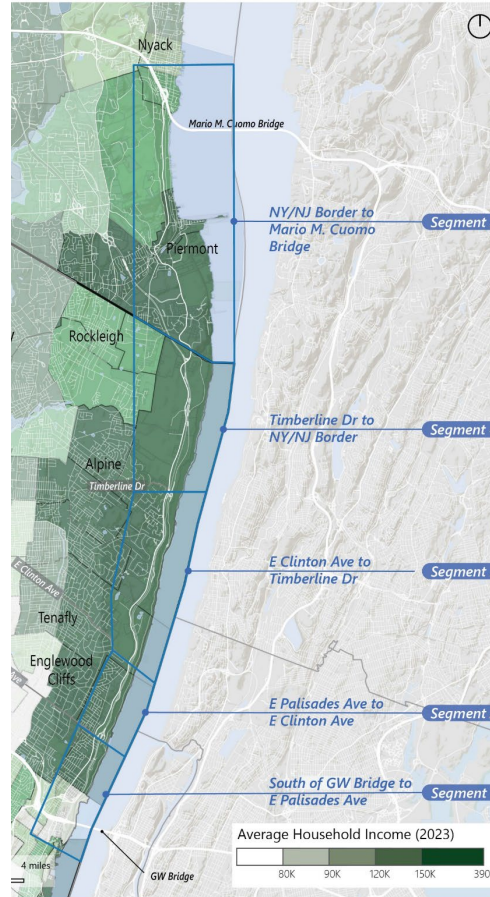 Nyack
Mario M. Cuomo Bridge
NY/NJ Border to
Mario M. Cuomo
Bridge
Segment
Piermont
Rockleigh
Timberline Dr to
NY/NJ Border
Segment
Alpine
Timberline Dr
E Clinton Ave
E Clinton Ave to
Timberline Dr
Segment
Tenafly
Englewood
Cliffs
Ave
E Palisades Ave to
E Clinton Ave
Segment
South of GW Bridge to
E Palisades Ave
Segment
Average Household Income (2023)
80K 90K 120K 150K 390
4 miles
GW Bridge